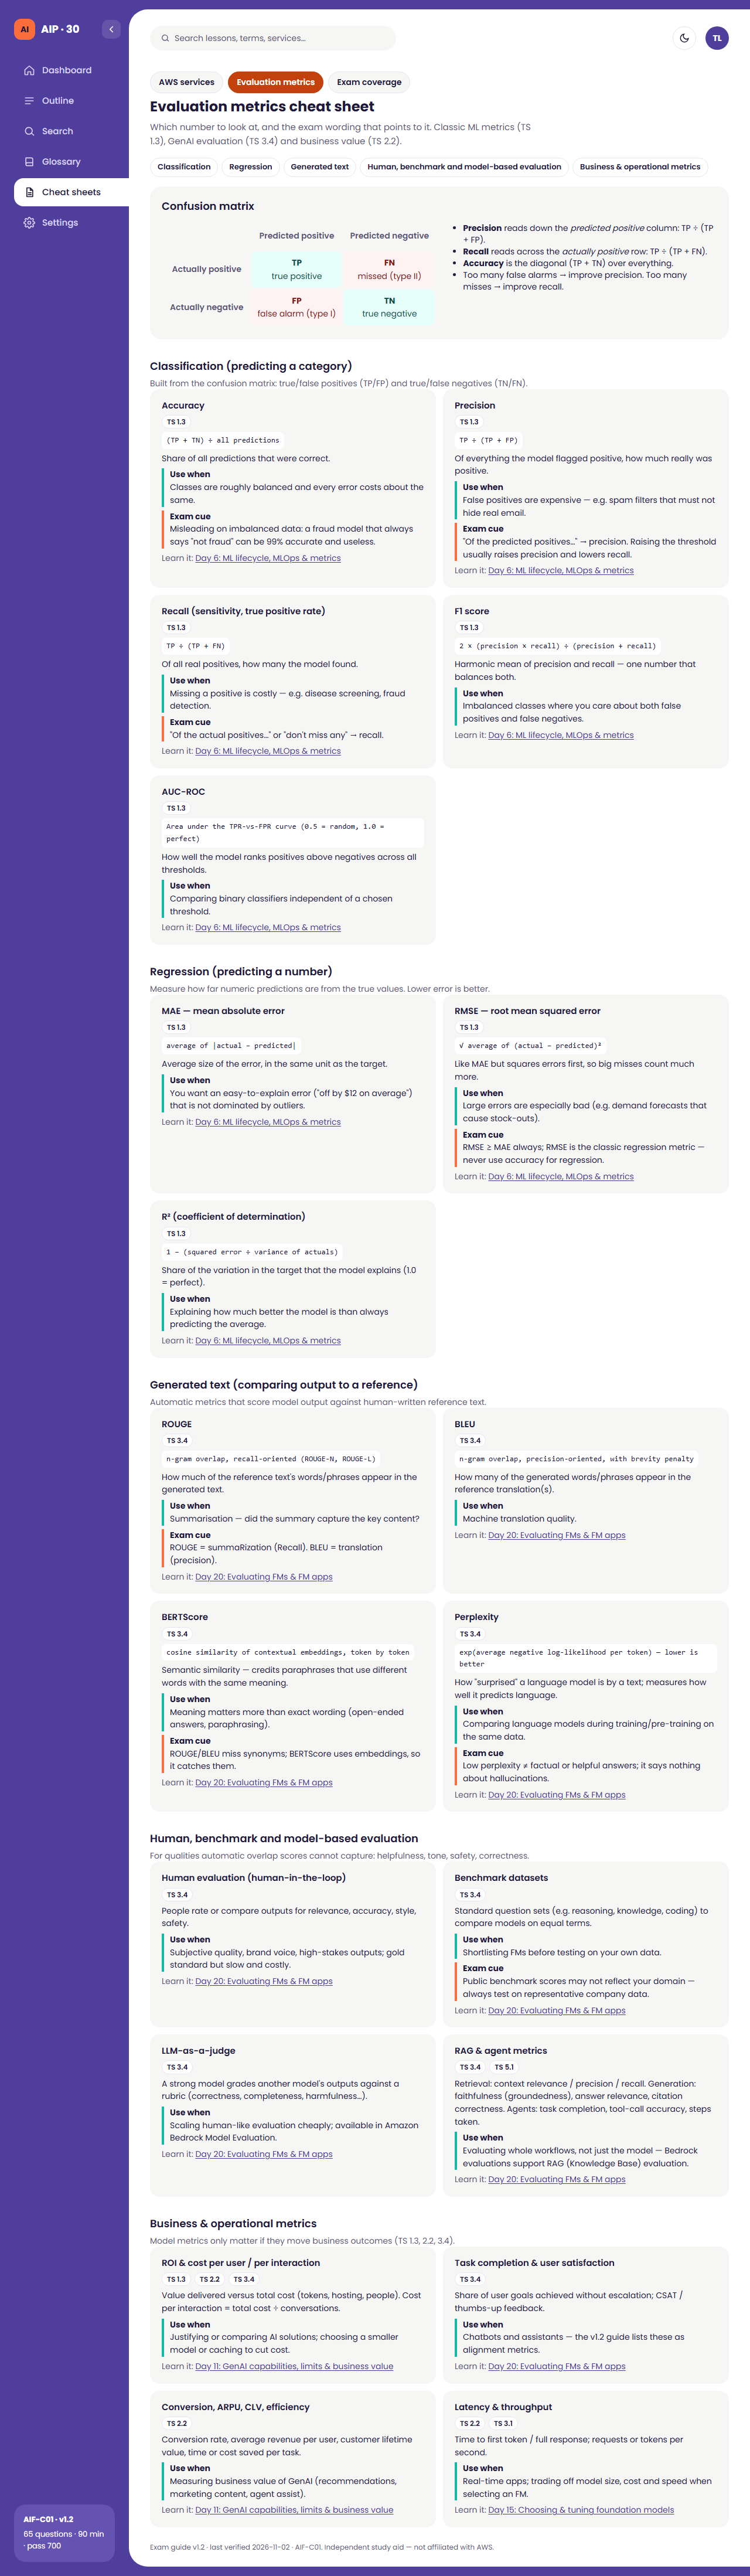 AI
AIP · 30
Dashboard
Outline
Search
Glossary
Cheat sheets
Settings
AIF-C01 · v1.2
65 questions · 90 min
· pass 700
Search lessons, terms, services...
TL
AWS services
Evaluation metrics
Exam coverage
Evaluation metrics cheat sheet
Which number to look at, and the exam wording that points to it. Classic ML metrics (TS
1.3), GenAI evaluation (TS 3.4) and business value (TS 2.2).
Classification
Regression
Generated text
Human, benchmark and model-based evaluation
Business & operational metrics
Confusion matrix
Predicted positive
Predicted negative
Actually positive
TP
true positive
FN
missed (type II)
Actually negative
FP
false alarm (type I)
TN
true negative
• Precision reads down the predicted positive column: TP ÷ (TP
+ FP).
• Recall reads across the actually positive row: TP ÷ (TP + FN).
• Accuracy is the diagonal (TP + TN) over everything.
• Too many false alarms → improve precision. Too many
misses → improve recall.
Classification (predicting a category)
Built from the confusion matrix: true/false positives (TP/FP) and true/false negatives (TN/FN).
Accuracy
TS 1.3
(TP + TN) ÷ all predictions
Share of all predictions that were correct.
Use when
Classes are roughly balanced and every error costs about the
same.
Exam cue
Misleading on imbalanced data: a fraud model that always
says "not fraud" can be 99% accurate and useless.
Learn it: Day 6: ML lifecycle, MLOps & metrics
Precision
TS 1.3
TP ÷ (TP + FP)
Of everything the model flagged positive, how much really was
positive.
Use when
False positives are expensive — e.g. spam filters that must not
hide real email.
Exam cue
"Of the predicted positives…" → precision. Raising the threshold
usually raises precision and lowers recall.
Learn it: Day 6: ML lifecycle, MLOps & metrics
Recall (sensitivity, true positive rate)
TS 1.3
TP ÷ (TP + FN)
Of all real positives, how many the model found.
Use when
Missing a positive is costly — e.g. disease screening, fraud
detection.
Exam cue
"Of the actual positives…" or "don't miss any" → recall.
Learn it: Day 6: ML lifecycle, MLOps & metrics
F1 score
TS 1.3
2 × (precision × recall) ÷ (precision + recall)
Harmonic mean of precision and recall — one number that
balances both.
Use when
Imbalanced classes where you care about both false
positives and false negatives.
Learn it: Day 6: ML lifecycle, MLOps & metrics
AUC-ROC
TS 1.3
Area under the TPR-vs-FPR curve (0.5 = random, 1.0 =
perfect)
How well the model ranks positives above negatives across all
thresholds.
Use when
Comparing binary classifiers independent of a chosen
threshold.
Learn it: Day 6: ML lifecycle, MLOps & metrics
Regression (predicting a number)
Measure how far numeric predictions are from the true values. Lower error is better.
MAE — mean absolute error
TS 1.3
average of |actual − predicted|
Average size of the error, in the same unit as the target.
Use when
You want an easy-to-explain error ("off by $12 on average")
that is not dominated by outliers.
Learn it: Day 6: ML lifecycle, MLOps & metrics
RMSE — root mean squared error
TS 1.3
√ average of (actual − predicted)²
Like MAE but squares errors first, so big misses count much
more.
Use when
Large errors are especially bad (e.g. demand forecasts that
cause stock-outs).
Exam cue
RMSE ≥ MAE always; RMSE is the classic regression metric —
never use accuracy for regression.
Learn it: Day 6: ML lifecycle, MLOps & metrics
R² (coefficient of determination)
TS 1.3
1 − (squared error ÷ variance of actuals)
Share of the variation in the target that the model explains (1.0
= perfect).
Use when
Explaining how much better the model is than always
predicting the average.
Learn it: Day 6: ML lifecycle, MLOps & metrics
Generated text (comparing output to a reference)
Automatic metrics that score model output against human-written reference text.
ROUGE
TS 3.4
n-gram overlap, recall-oriented (ROUGE-N, ROUGE-L)
How much of the reference text's words/phrases appear in the
generated text.
Use when
Summarisation — did the summary capture the key content?
Exam cue
ROUGE = summaRization (Recall). BLEU = translation
(precision).
Learn it: Day 20: Evaluating FMs & FM apps
BLEU
TS 3.4
n-gram overlap, precision-oriented, with brevity penalty
How many of the generated words/phrases appear in the
reference translation(s).
Use when
Machine translation quality.
Learn it: Day 20: Evaluating FMs & FM apps
BERTScore
TS 3.4
cosine similarity of contextual embeddings, token by token
Semantic similarity — credits paraphrases that use different
words with the same meaning.
Use when
Meaning matters more than exact wording (open-ended
answers, paraphrasing).
Exam cue
ROUGE/BLEU miss synonyms; BERTScore uses embeddings, so
it catches them.
Learn it: Day 20: Evaluating FMs & FM apps
Perplexity
TS 3.4
exp(average negative log-likelihood per token) — lower is
better
How "surprised" a language model is by a text; measures how
well it predicts language.
Use when
Comparing language models during training/pre-training on
the same data.
Exam cue
Low perplexity ≠ factual or helpful answers; it says nothing
about hallucinations.
Learn it: Day 20: Evaluating FMs & FM apps
Human, benchmark and model-based evaluation
For qualities automatic overlap scores cannot capture: helpfulness, tone, safety, correctness.
Human evaluation (human-in-the-loop)
TS 3.4
People rate or compare outputs for relevance, accuracy, style,
safety.
Use when
Subjective quality, brand voice, high-stakes outputs; gold
standard but slow and costly.
Learn it: Day 20: Evaluating FMs & FM apps
Benchmark datasets
TS 3.4
Standard question sets (e.g. reasoning, knowledge, coding) to
compare models on equal terms.
Use when
Shortlisting FMs before testing on your own data.
Exam cue
Public benchmark scores may not reflect your domain —
always test on representative company data.
Learn it: Day 20: Evaluating FMs & FM apps
LLM-as-a-judge
TS 3.4
A strong model grades another model's outputs against a
rubric (correctness, completeness, harmfulness…).
Use when
Scaling human-like evaluation cheaply; available in Amazon
Bedrock Model Evaluation.
Learn it: Day 20: Evaluating FMs & FM apps
RAG & agent metrics
TS 3.4
TS 5.1
Retrieval: context relevance / precision / recall. Generation:
faithfulness (groundedness), answer relevance, citation
correctness. Agents: task completion, tool-call accuracy, steps
taken.
Use when
Evaluating whole workflows, not just the model — Bedrock
evaluations support RAG (Knowledge Base) evaluation.
Learn it: Day 20: Evaluating FMs & FM apps
Business & operational metrics
Model metrics only matter if they move business outcomes (TS 1.3, 2.2, 3.4).
ROI & cost per user / per interaction
TS 1.3
TS 2.2
TS 3.4
Value delivered versus total cost (tokens, hosting, people). Cost
per interaction = total cost ÷ conversations.
Use when
Justifying or comparing AI solutions; choosing a smaller
model or caching to cut cost.
Learn it: Day 11: GenAI capabilities, limits & business value
Task completion & user satisfaction
TS 3.4
Share of user goals achieved without escalation; CSAT /
thumbs-up feedback.
Use when
Chatbots and assistants — the v1.2 guide lists these as
alignment metrics.
Learn it: Day 20: Evaluating FMs & FM apps
Conversion, ARPU, CLV, efficiency
TS 2.2
Conversion rate, average revenue per user, customer lifetime
value, time or cost saved per task.
Use when
Measuring business value of GenAI (recommendations,
marketing content, agent assist).
Learn it: Day 11: GenAI capabilities, limits & business value
Latency & throughput
TS 2.2
TS 3.1
Time to first token / full response; requests or tokens per
second.
Use when
Real-time apps; trading off model size, cost and speed when
selecting an FM.
Learn it: Day 15: Choosing & tuning foundation models
Exam guide v1.2 · last verified 2026-11-02 · AIF-C01. Independent study aid — not affiliated with AWS.